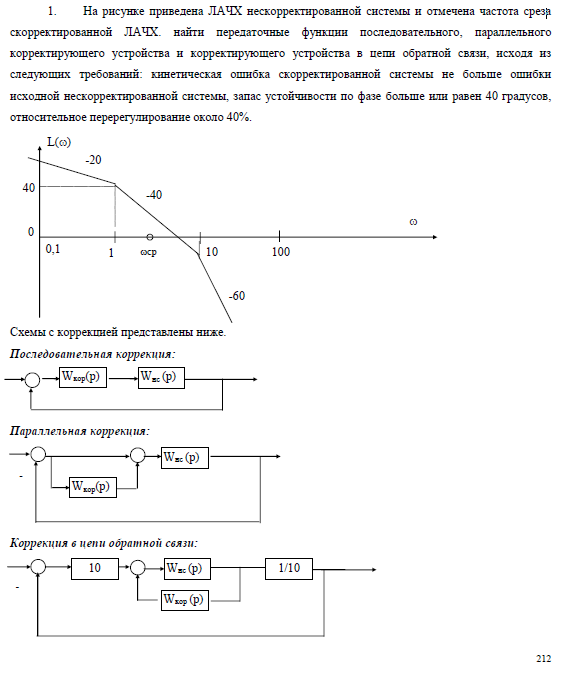 1. На рисунке приведена ЛАЧХ нескорректированной системы и отмечена частота среза
скорректированной ЛАЧХ. найти передаточные функции последовательного, параллельного
корректирующего устройства и корректирующего устройства в цепи обратной связи, исходя из
следующих требований: кинетическая ошибка скорректированной системы не больше ошибки
исходной нескорректированной системы, запас устойчивости по фазе больше или равен 40 градусов,
относительное перерегулирование около 40%.
L(ω)
-20
40
-40
ω
0
0,1
1
ωср
10
100
-60
Схемы с коррекцией представлены ниже.
Последовательная коррекция:
Wкор(р)
Wнс (р)
Параллельная коррекция:
Wнс (р)
-
Wкор(р)
Коррекция в цепи обратной связи:
10
Wнс (р)
1/10
-
Wкор (р)
212